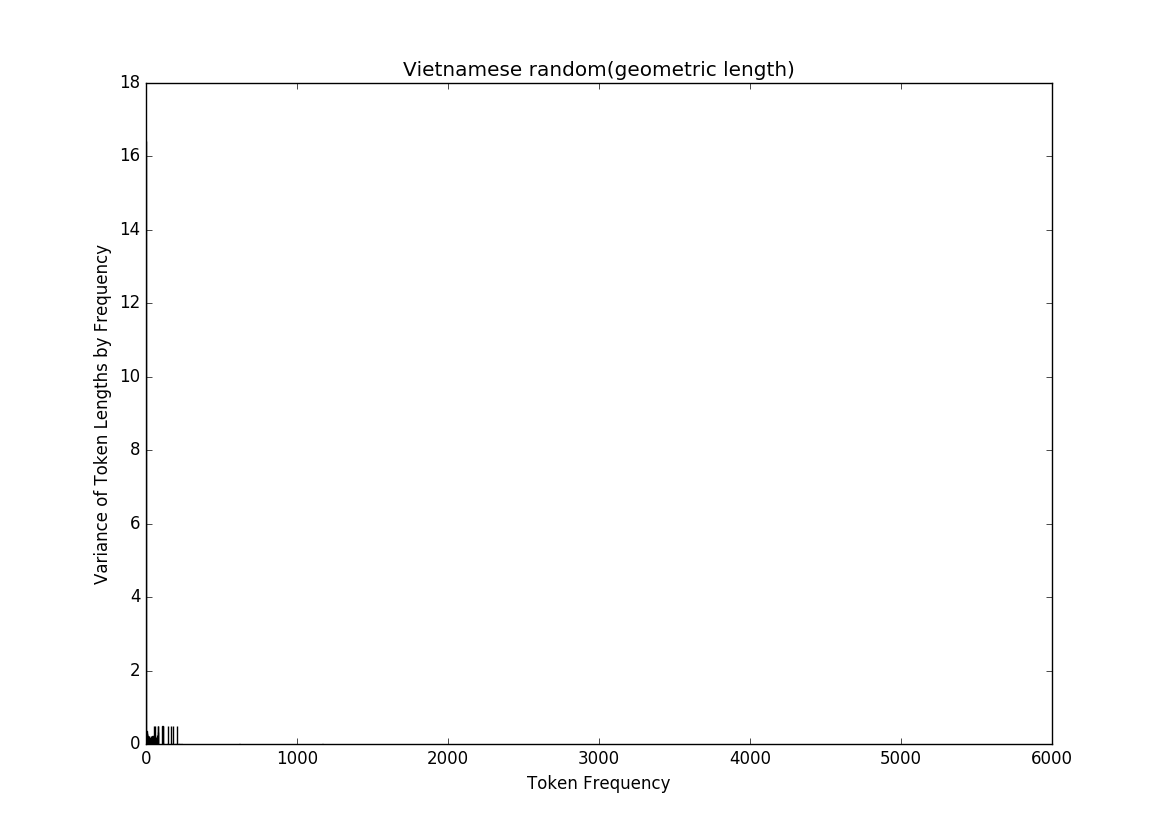 Vietnamese random(geometric length)
18
16
14
12
10
8
6
4
2
0
Variance of Token Lengths by Frequency
0 1000 2000 3000 4000 5000 6000
Token Frequency